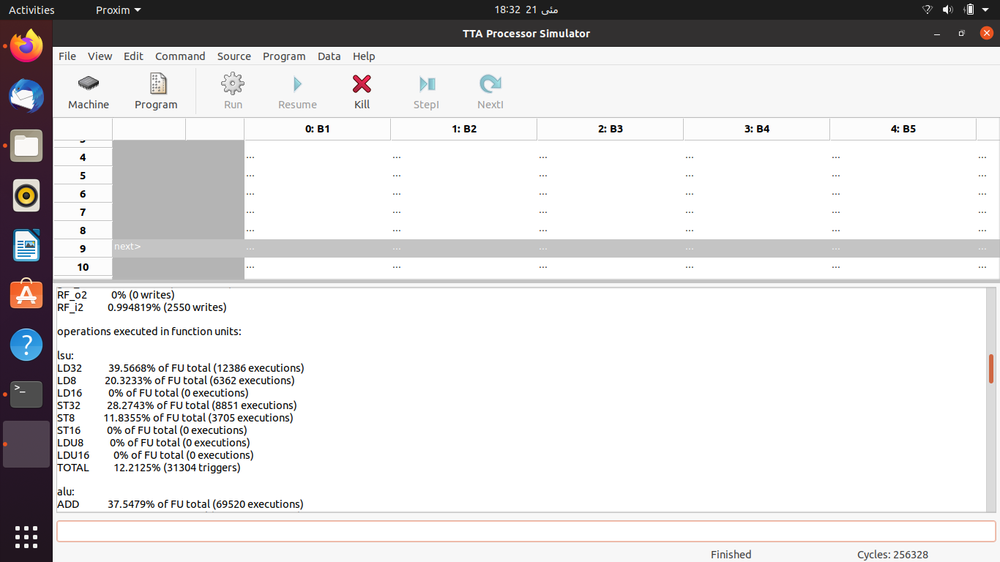 Activities Proxim 18:32 21 مئی
TTA Processor Simulator
File View Edit Command Source Program Data Help
Machine Program Run Resume Kill StepI NextI
0: B1 1: B2 2: B3 3: B4 4: B5
4 ... ... ... ... ... ...
5 ... ... ... ... ... ...
6 ... ... ... ... ... ...
7 ... ... ... ... ... ...
8 ... ... ... ... ... ...
9 next> ... ... ... ... ... ...
10 ... ... ... ... ... ...
RF_o2 0% (0 writes)
RF_i2 0.994819% (2550 writes)
operations executed in function units:
lsu:
LD32 39.5668% of FU total (12386 executions)
LD8 20.3233% of FU total (6362 executions)
LD16 0% of FU total (0 executions)
ST32 28.2743% of FU total (8851 executions)
ST8 11.8355% of FU total (3705 executions)
ST16 0% of FU total (0 executions)
LDU8 0% of FU total (0 executions)
LDU16 0% of FU total (0 executions)
TOTAL 12.2125% (31304 triggers)
alu:
ADD 37.5479% of FU total (69520 executions)
Finished Cycles: 256328